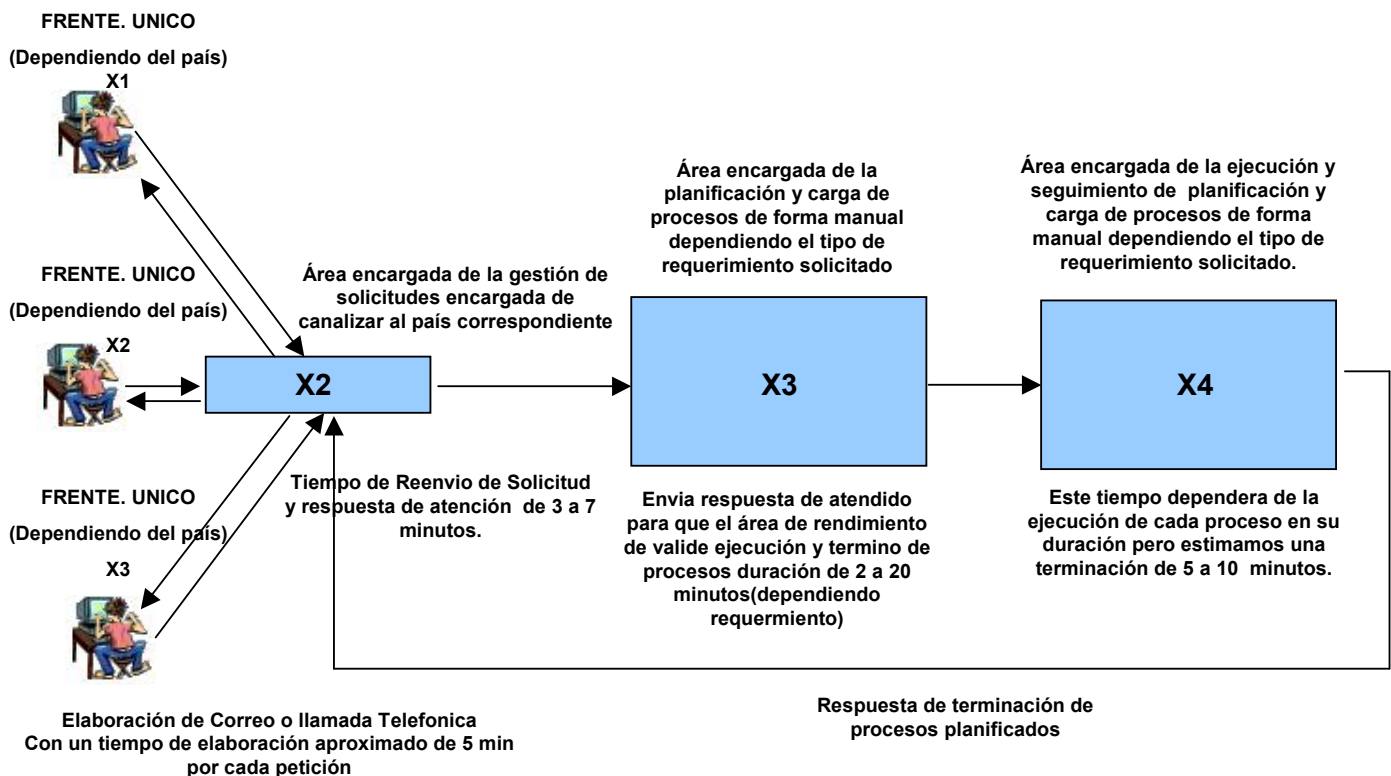 FRENTE. UNICO
(Dependiendo del país)
X1
FRENTE. UNICO
(Dependiendo del país)
X2
FRENTE. UNICO
(Dependiendo del país)
X3
Elaboración de Correo o llamada Telefonica
Con un tiempo de elaboración aproximado de 5 min
por cada petición
Área encargada de la gestión de
solicitudes encargada de
canalizar al país correspondiente
X2
Tiempo de Reenvio de Solicitud
y respuesta de atención de 3 a 7
minutos.
Área encargada de la
planificación y carga de
procesos de forma manual
dependiendo el tipo de
requerimiento solicitado
X3
Envia respuesta de atendido
para que el área de rendimiento
de valide ejecución y termino de
procesos duración de 2 a 20
minutos(dependiendo
requermiento)
Área encargada de la ejecución y
seguimiento de planificación y
carga de procesos de forma
manual dependiendo el tipo de
requerimiento solicitado.
X4
Este tiempo dependera de la
ejecución de cada proceso en su
duración pero estimamos una
terminación de 5 a 10 minutos.
Respuesta de terminación de
procesos planificados